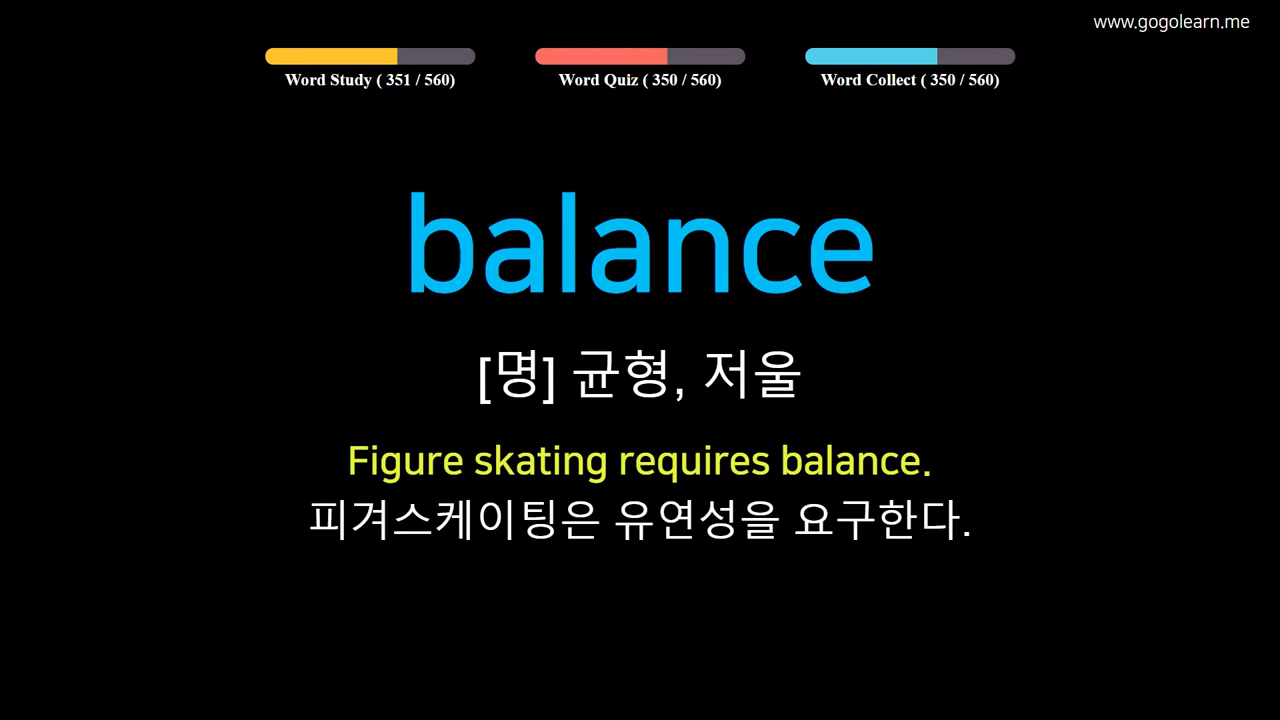 www.gogolearn.me
Word Study ( 351 / 560)
Word Quiz ( 350 / 560)
Word Collect ( 350 / 560)
balance
[명] 균형, 저울
Figure skating requires balance.
피겨스케이팅은 유연성을 요구한다.